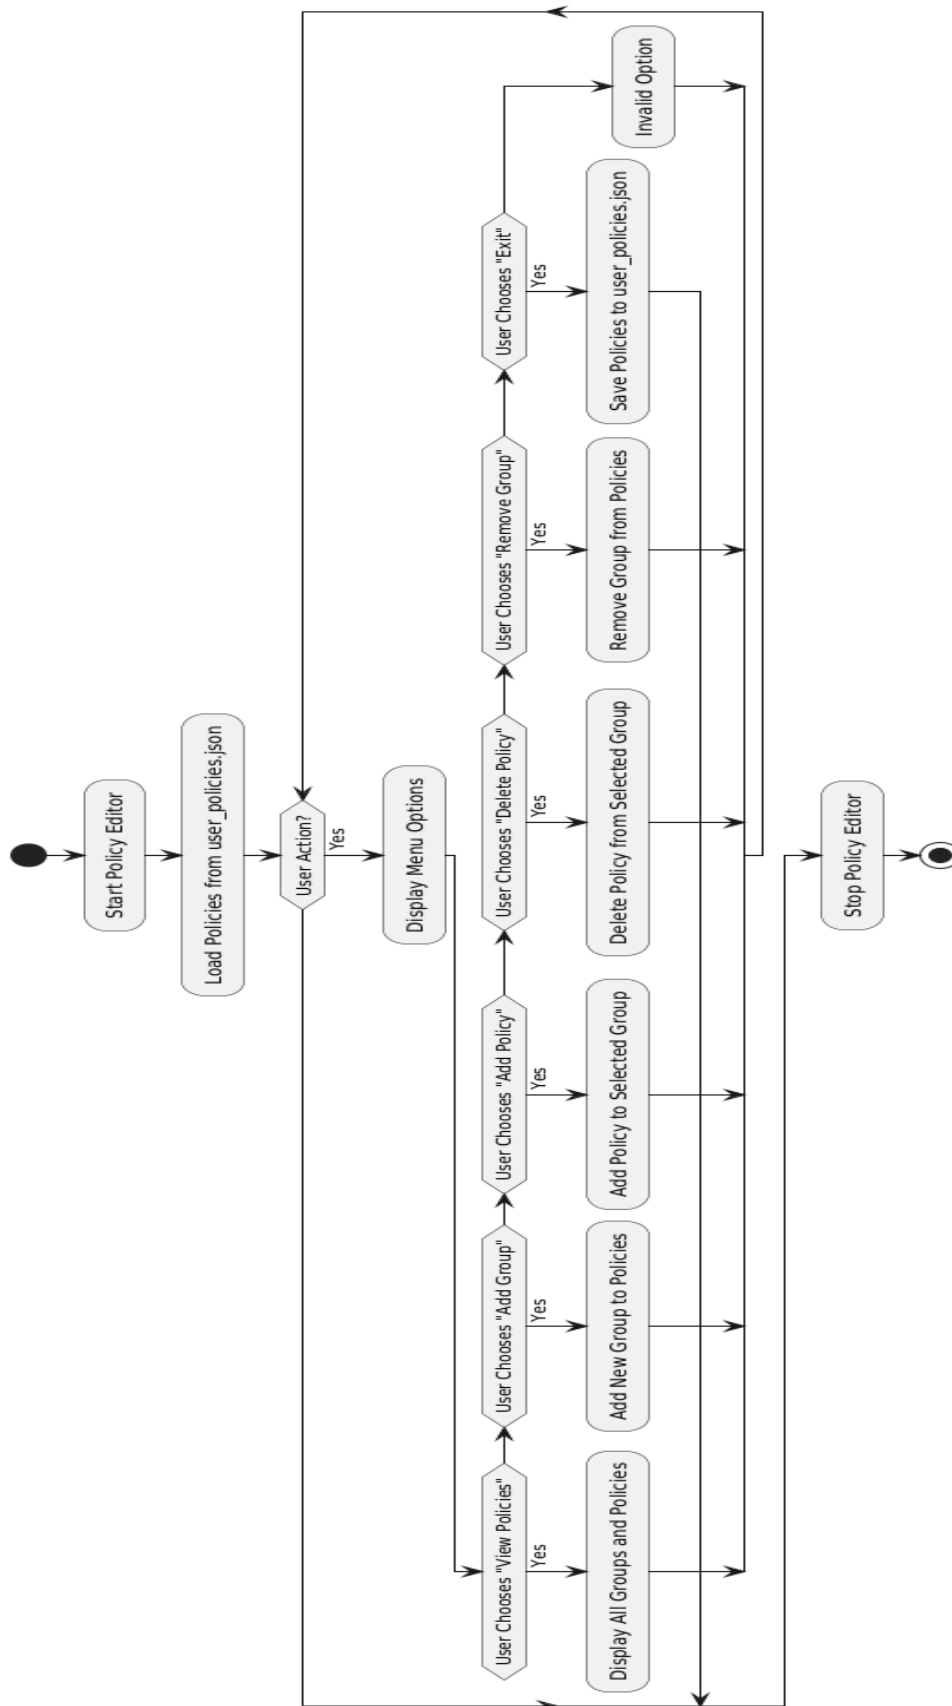 Start Policy Editor
Load Policies from user_policies.json
User Action?
Yes
Display Menu Options
User Chooses "View Policies"
Yes
Display All Groups and Policies
User Chooses "Add Group"
Yes
Add New Group to Policies
User Chooses "Add Policy"
Yes
Add Policy to Selected Group
User Chooses "Delete Policy"
Yes
Delete Policy from Selected Group
User Chooses "Remove Group"
Yes
Remove Group from Policies
User Chooses "Exit"
Yes
Save Policies to user_policies.json
Invalid Option
Stop Policy Editor